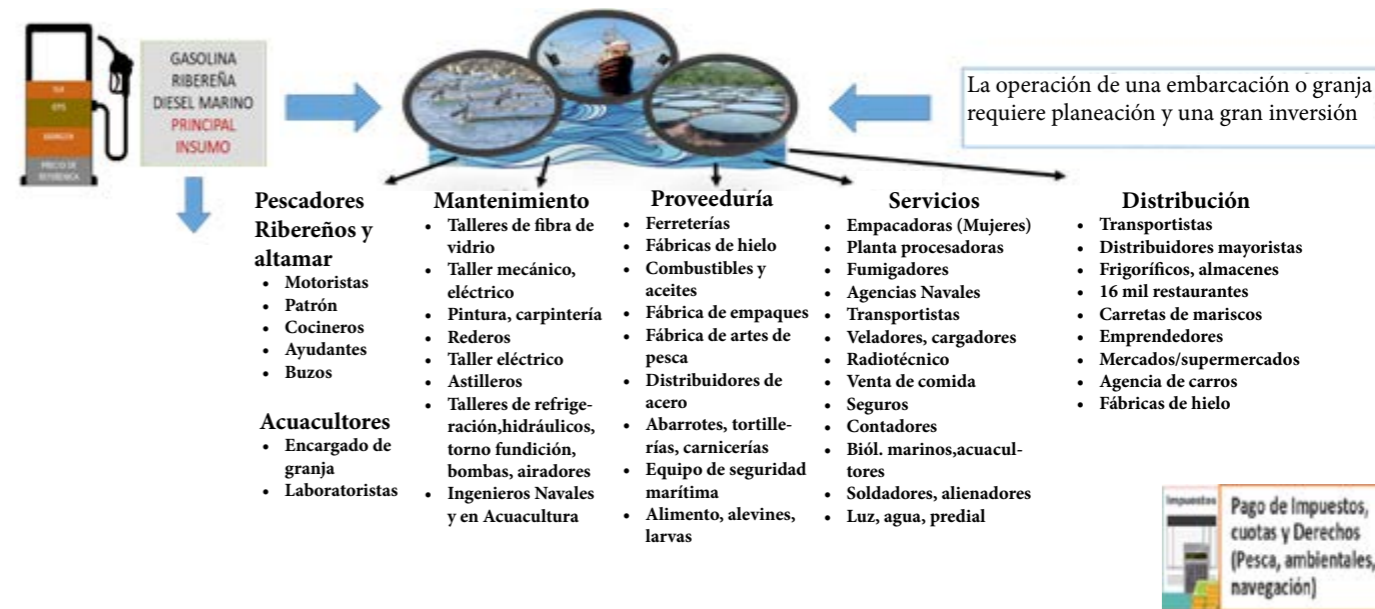 GASOLINA
RIBEREÑA
DIESEL MARINO
PRINCIPAL
INSUMO
PRECIO DE
REFERENCIA
La operación de una embarcación o granja
requiere planeación y una gran inversión
Pescadores
Ribereños y
altamar
• Motoristas
• Patrón
• Cocineros
• Ayudantes
• Buzos
Acuacultores
• Encargado de
granja
• Laboratoristas
Mantenimiento
• Talleres de fibra de
vidrio
• Taller mecánico,
eléctrico
• Pintura, carpintería
• Rederos
• Taller eléctrico
• Astilleros
• Talleres de refrige-
ración,hidráulicos,
torno fundición,
bombas, airadores
• Ingenieros Navales
y en Acuacultura
Proveeduría
• Ferreterías
• Fábricas de hielo
• Combustibles y
aceites
• Fábrica de empaques
• Fábrica de artes de
pesca
• Distribuidores de
acero
• Abarrotes, tortille-
rías, carnicerías
• Equipo de seguridad
marítima
• Alimento, alevines,
larvas
Servicios
• Empacadoras (Mujeres)
• Planta procesadoras
• Fumigadores
• Agencias Navales
• Transportistas
• Veladores, cargadores
• Radiotécnico
• Venta de comida
• Seguros
• Contadores
• Biól. marinos,acuacul-
tores
• Soldadores, alienadores
• Luz, agua, predial
Distribución
• Transportistas
• Distribuidores mayoristas
• Frigoríficos, almacenes
• 16 mil restaurantes
• Carretas de mariscos
• Emprendedores
• Mercados/supermercados
• Agencia de carros
• Fábricas de hielo
Impuestos
Pago de Impuestos,
cuotas y Derechos
(Pesca, ambientales,
navegación)